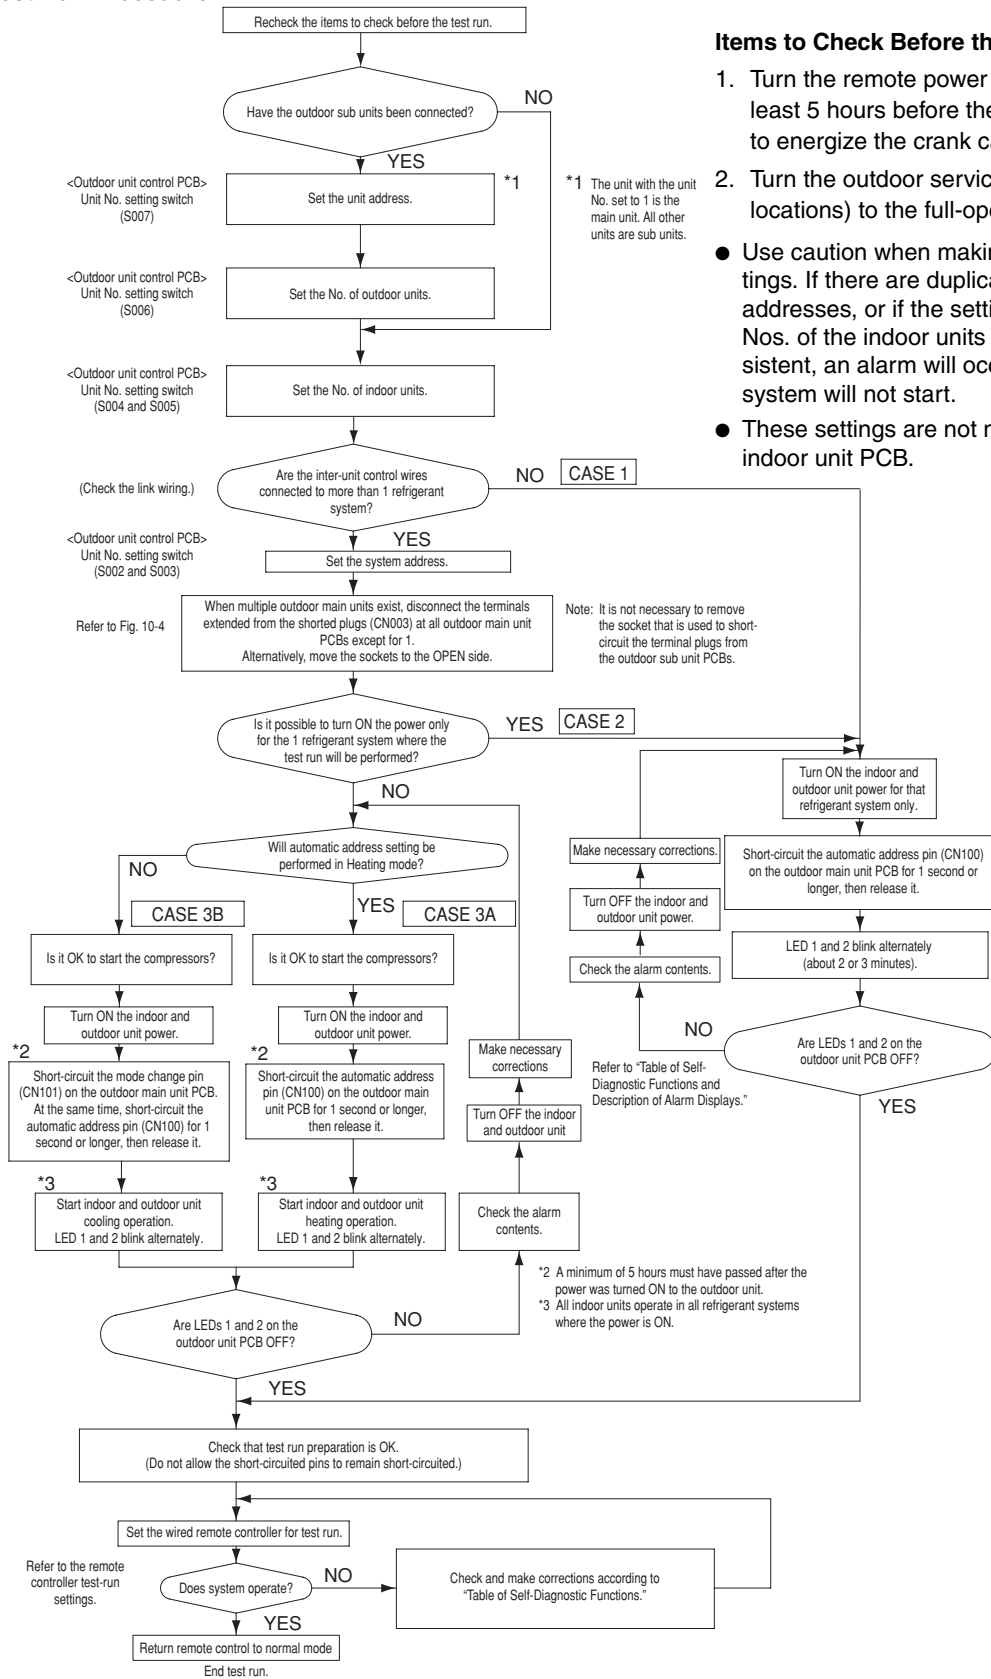 Recheck the items to check before the test run.
Items to Check Before th
1. Turn the remote power
least 5 hours before the
to energize the crank ca
2. Turn the outdoor servic
locations) to the full-ope
● Use caution when makin
tings. If there are duplica
addresses, or if the setti
Nos. of the indoor units
sistent, an alarm will occ
system will not start.
● These settings are not n
indoor unit PCB.
Have the outdoor sub units been connected?
NO
YES
<Outdoor unit control PCB>
Unit No. setting switch
(S007)
Set the unit address.
*1
*1 The unit with the unit
No. set to 1 is the
main unit. All other
units are sub units.
<Outdoor unit control PCB>
Unit No. setting switch
(S006)
Set the No. of outdoor units.
<Outdoor unit control PCB>
Unit No. setting switch
(S004 and S005)
Set the No. of indoor units.
(Check the link wiring.)
Are the inter-unit control wires
connected to more than 1 refrigerant
system?
NO
CASE 1
YES
<Outdoor unit control PCB>
Unit No. setting switch
(S002 and S003)
Set the system address.
Refer to Fig. 10-4
When multiple outdoor main units exist, disconnect the terminals
extended from the shorted plugs (CN003) at all outdoor main unit
PCBs except for 1.
Alternatively, move the sockets to the OPEN side.
Note: It is not necessary to remove
the socket that is used to short-
circuit the terminal plugs from
the outdoor sub unit PCBs.
Is it possible to turn ON the power only
for the 1 refrigerant system where the
test run will be performed?
YES
CASE 2
NO
Turn ON the indoor and
outdoor unit power for that
refrigerant system only.
Short-circuit the automatic address pin (CN100)
on the outdoor main unit PCB for 1 second or
longer, then release it.
LED 1 and 2 blink alternately
(about 2 or 3 minutes).
Are LEDs 1 and 2 on the
outdoor unit PCB OFF?
NO
YES
Make necessary corrections.
Turn OFF the indoor and
outdoor unit power.
Check the alarm contents.
Refer to “Table of Self-
Diagnostic Functions and
Description of Alarm Displays.”
Will automatic address setting be
performed in Heating mode?
NO
YES
CASE 3B
CASE 3A
Is it OK to start the compressors?
Is it OK to start the compressors?
Turn ON the indoor and
outdoor unit power.
Turn ON the indoor and
outdoor unit power.
*2
Short-circuit the mode change pin
(CN101) on the outdoor main unit PCB.
At the same time, short-circuit the
automatic address pin (CN100) for 1
second or longer, then release it.
*2
Short-circuit the automatic address
pin (CN100) on the outdoor main
unit PCB for 1 second or longer,
then release it.
*3
Start indoor and outdoor unit
cooling operation.
LED 1 and 2 blink alternately.
*3
Start indoor and outdoor unit
heating operation.
LED 1 and 2 blink alternately.
Make necessary
corrections
Turn OFF the indoor
and outdoor unit
Check the alarm
contents.
*2 A minimum of 5 hours must have passed after the
power was turned ON to the outdoor unit.
*3 All indoor units operate in all refrigerant systems
where the power is ON.
Are LEDs 1 and 2 on the
outdoor unit PCB OFF?
NO
YES
Check that test run preparation is OK.
(Do not allow the short-circuited pins to remain short-circuited.)
Set the wired remote controller for test run.
Refer to the remote
controller test-run
settings.
Does system operate?
NO
Check and make corrections according to
“Table of Self-Diagnostic Functions.”
YES
Return remote control to normal mode
End test run.